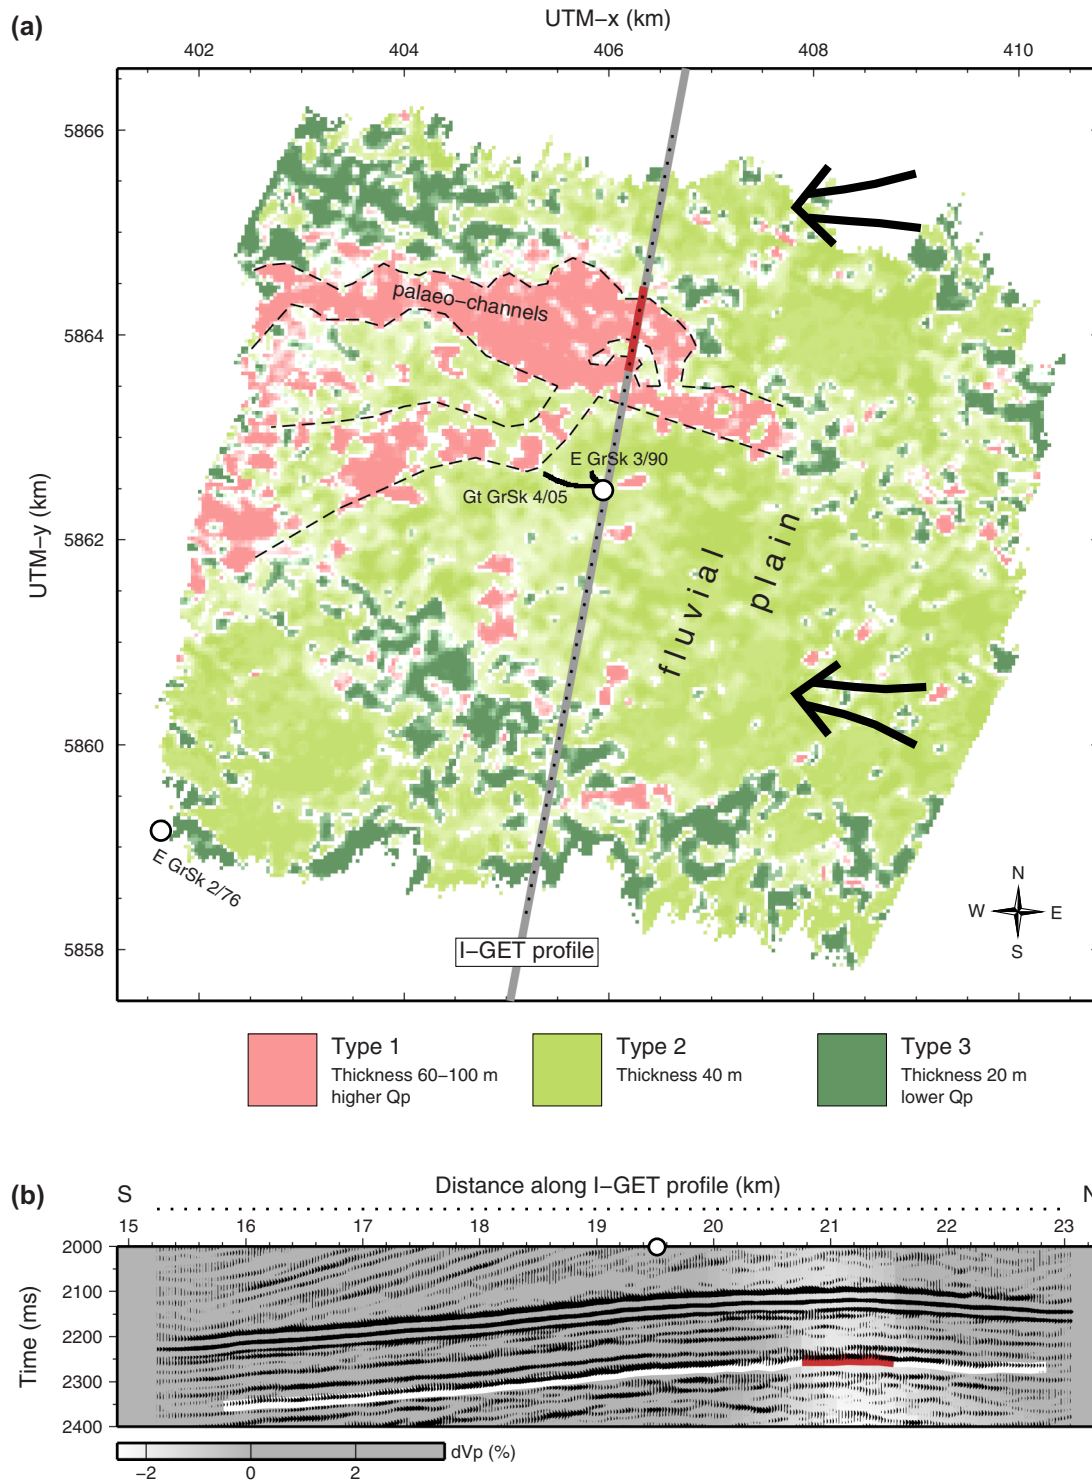 (a)
UTM−x (km)
402 404 406 408 410
5866
5864
5862
5860
5858
UTM−y (km)
palaeo−channels
E GrSk 3/90
Gt GrSk 4/05
fluvial
plain
E GrSk 2/76
I−GET profile
N
W E
S
Type 1
Thickness 60−100 m
higher Qp
Type 2
Thickness 40 m
Type 3
Thickness 20 m
lower Qp
(b)
S Distance along I−GET profile (km) N
15 16 17 18 19 20 21 22 23
2000
2100
2200
2300
2400
Time (ms)
dVp (%)
−2 0 2